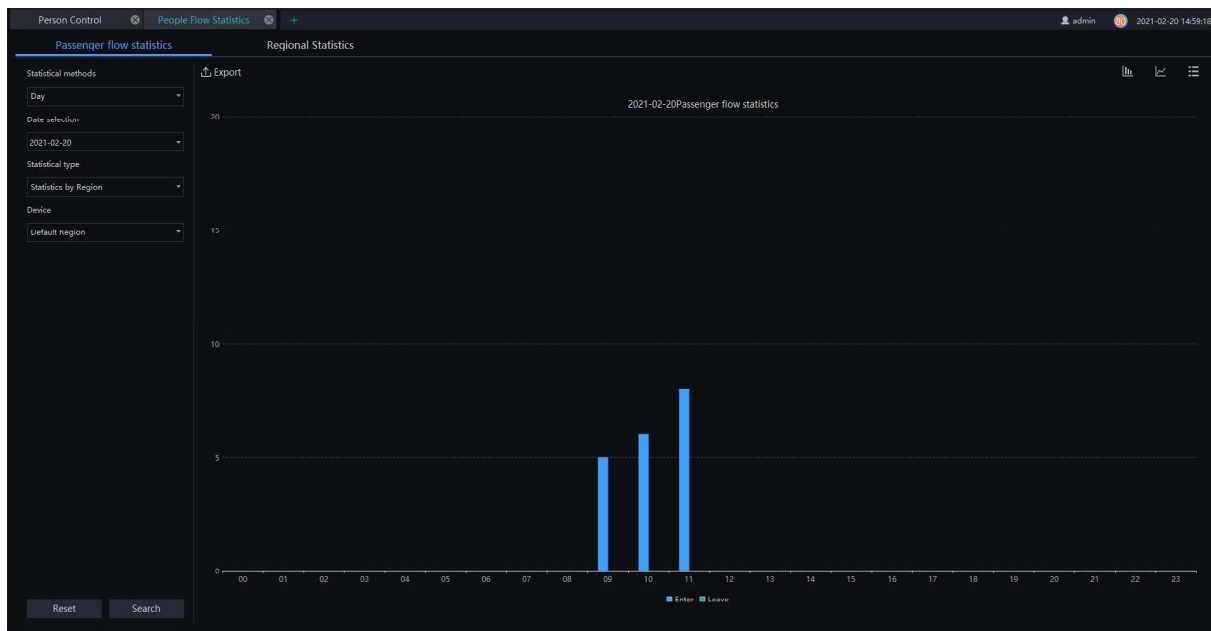 Person Control People Flow Statistics + admin 80 2021-02-20 14:59:18
Passenger flow statistics Regional Statistics
Statistical methods
Day
Date selection
2021-02-20
Statistical type
Statistics by Region
Device
Default Region
Reset Search
Export
2021-02-20Passenger flow statistics
20
15
10
5
0
00 01 02 03 04 05 06 07 08 09 10 11 12 13 14 15 16 17 18 19 20 21 22 23
Enter Leave